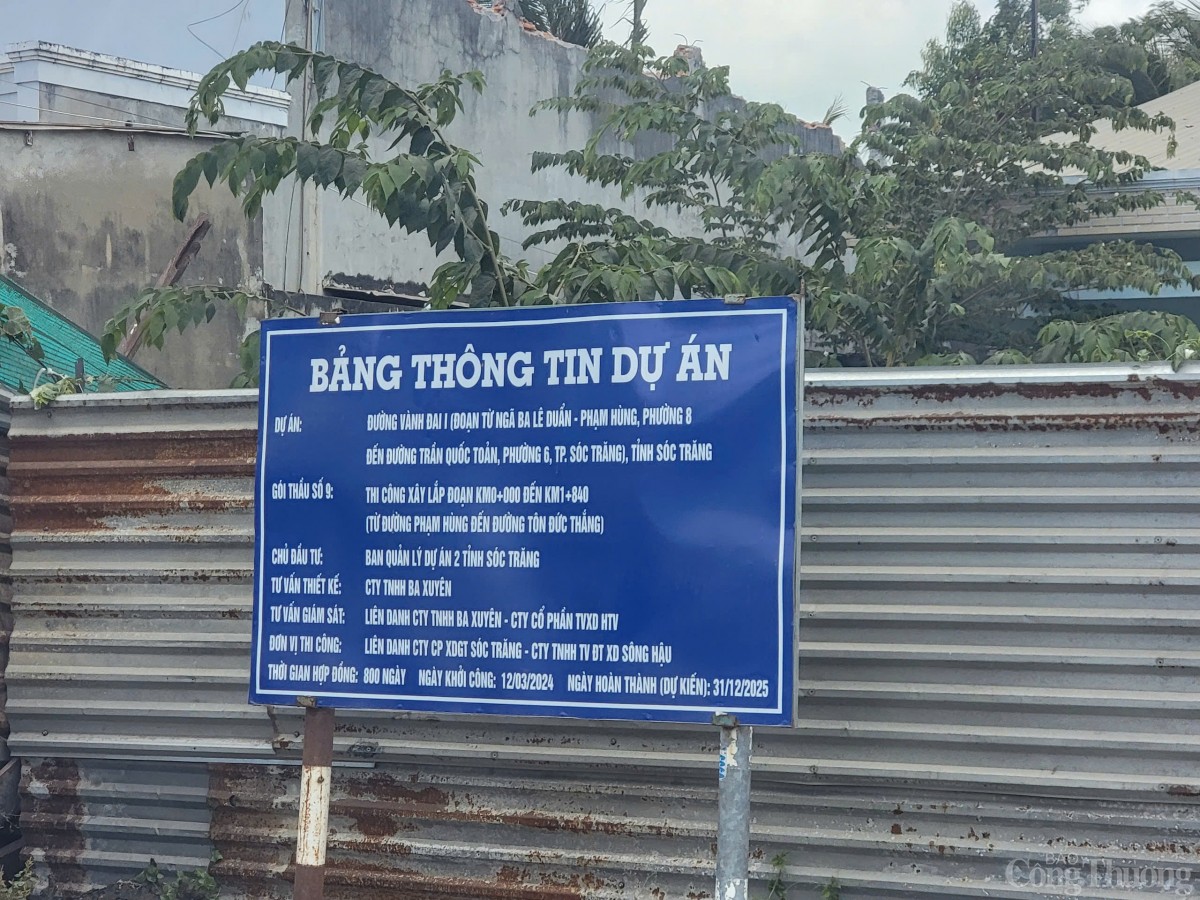 BẢNG THÔNG TIN DỰ ÁN
DỰ ÁN: ĐƯỜNG VÀNH ĐAI I (ĐOẠN TỪ NGÃ BA LÊ DUẨN - PHẠM HÙNG, PHƯỜNG 8
ĐẾN ĐƯỜNG TRẦN QUỐC TOẢN, PHƯỜNG 6, TP. SÓC TRĂNG), TỈNH SÓC TRĂNG
GÓI THẦU SỐ 9: THI CÔNG XÂY LẮP ĐOẠN KM0+000 ĐẾN KM1+840
(TỪ ĐƯỜNG PHẠM HÙNG ĐẾN ĐƯỜNG TÔN ĐỨC THẮNG)
CHỦ ĐẦU TƯ: BAN QUẢN LÝ DỰ ÁN 2 TỈNH SÓC TRĂNG
TƯ VẤN THIẾT KẾ: CTY TNHH BA XUYÊN
TƯ VẤN GIÁM SÁT: LIÊN DANH CTY TNHH BA XUYÊN - CTY CỔ PHẦN TVXD HTV
ĐƠN VỊ THI CÔNG: LIÊN DANH CTY CP XDGT SÓC TRĂNG - CTY TNHH TV ĐT XD SÔNG HẬU
THỜI GIAN HỢP ĐỒNG: 800 NGÀY NGÀY KHỞI CÔNG: 12/03/2024 NGÀY HOÀN THÀNH (DỰ KIẾN): 31/12/2025
BÁO
Công Thương